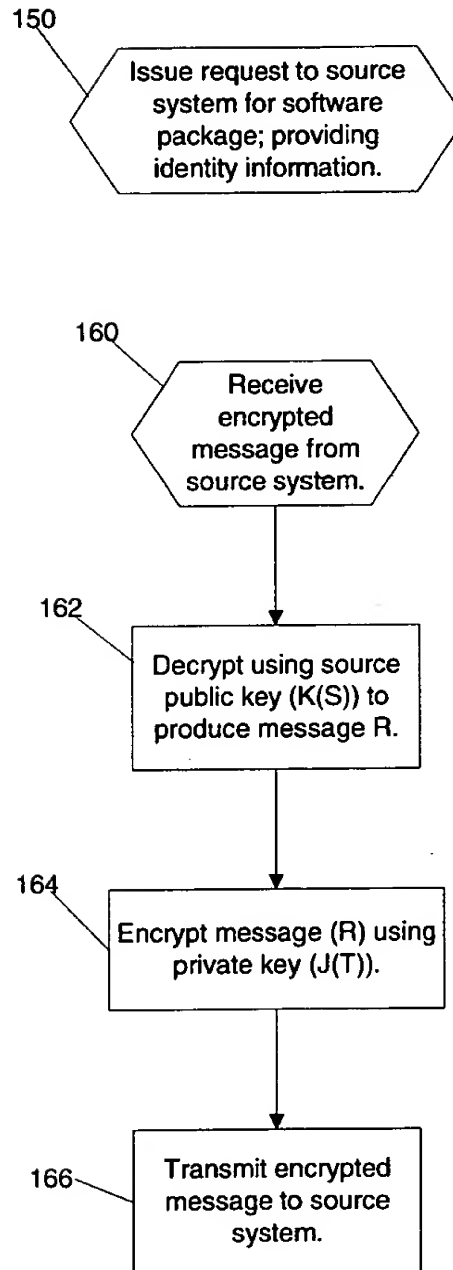 150
Issue request to source
system for software
package; providing
identity information.
160
Receive
encrypted
message from
source system.
162
Decrypt using source
public key (K(S)) to
produce message R.
164
Encrypt message (R) using
private key (J(T)).
166
Transmit encrypted
message to source
system.